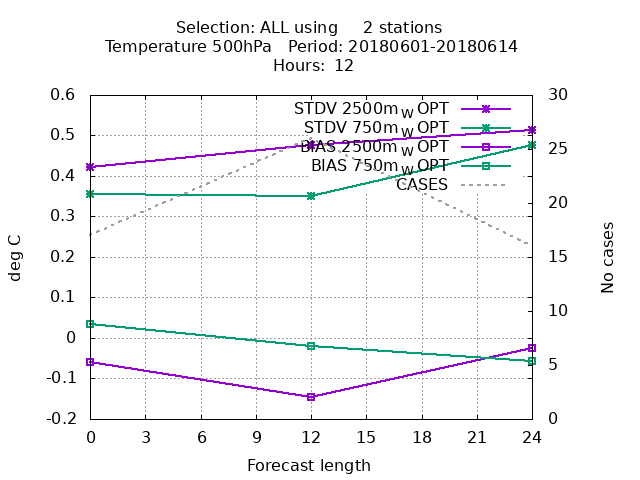 Selection: ALL using     2 stations
Temperature 500hPa   Period: 20180601-20180614
Hours:  12
0.6
0.5
0.4
0.3
0.2
0.1
0
-0.1
-0.2
30
25
20
15
10
5
0
STDV 2500m W OPT
STDV 750m W OPT
BIAS 2500m W OPT
BIAS 750m W OPT
CASES
deg C
No cases
0 3 6 9 12 15 18 21 24
Forecast length